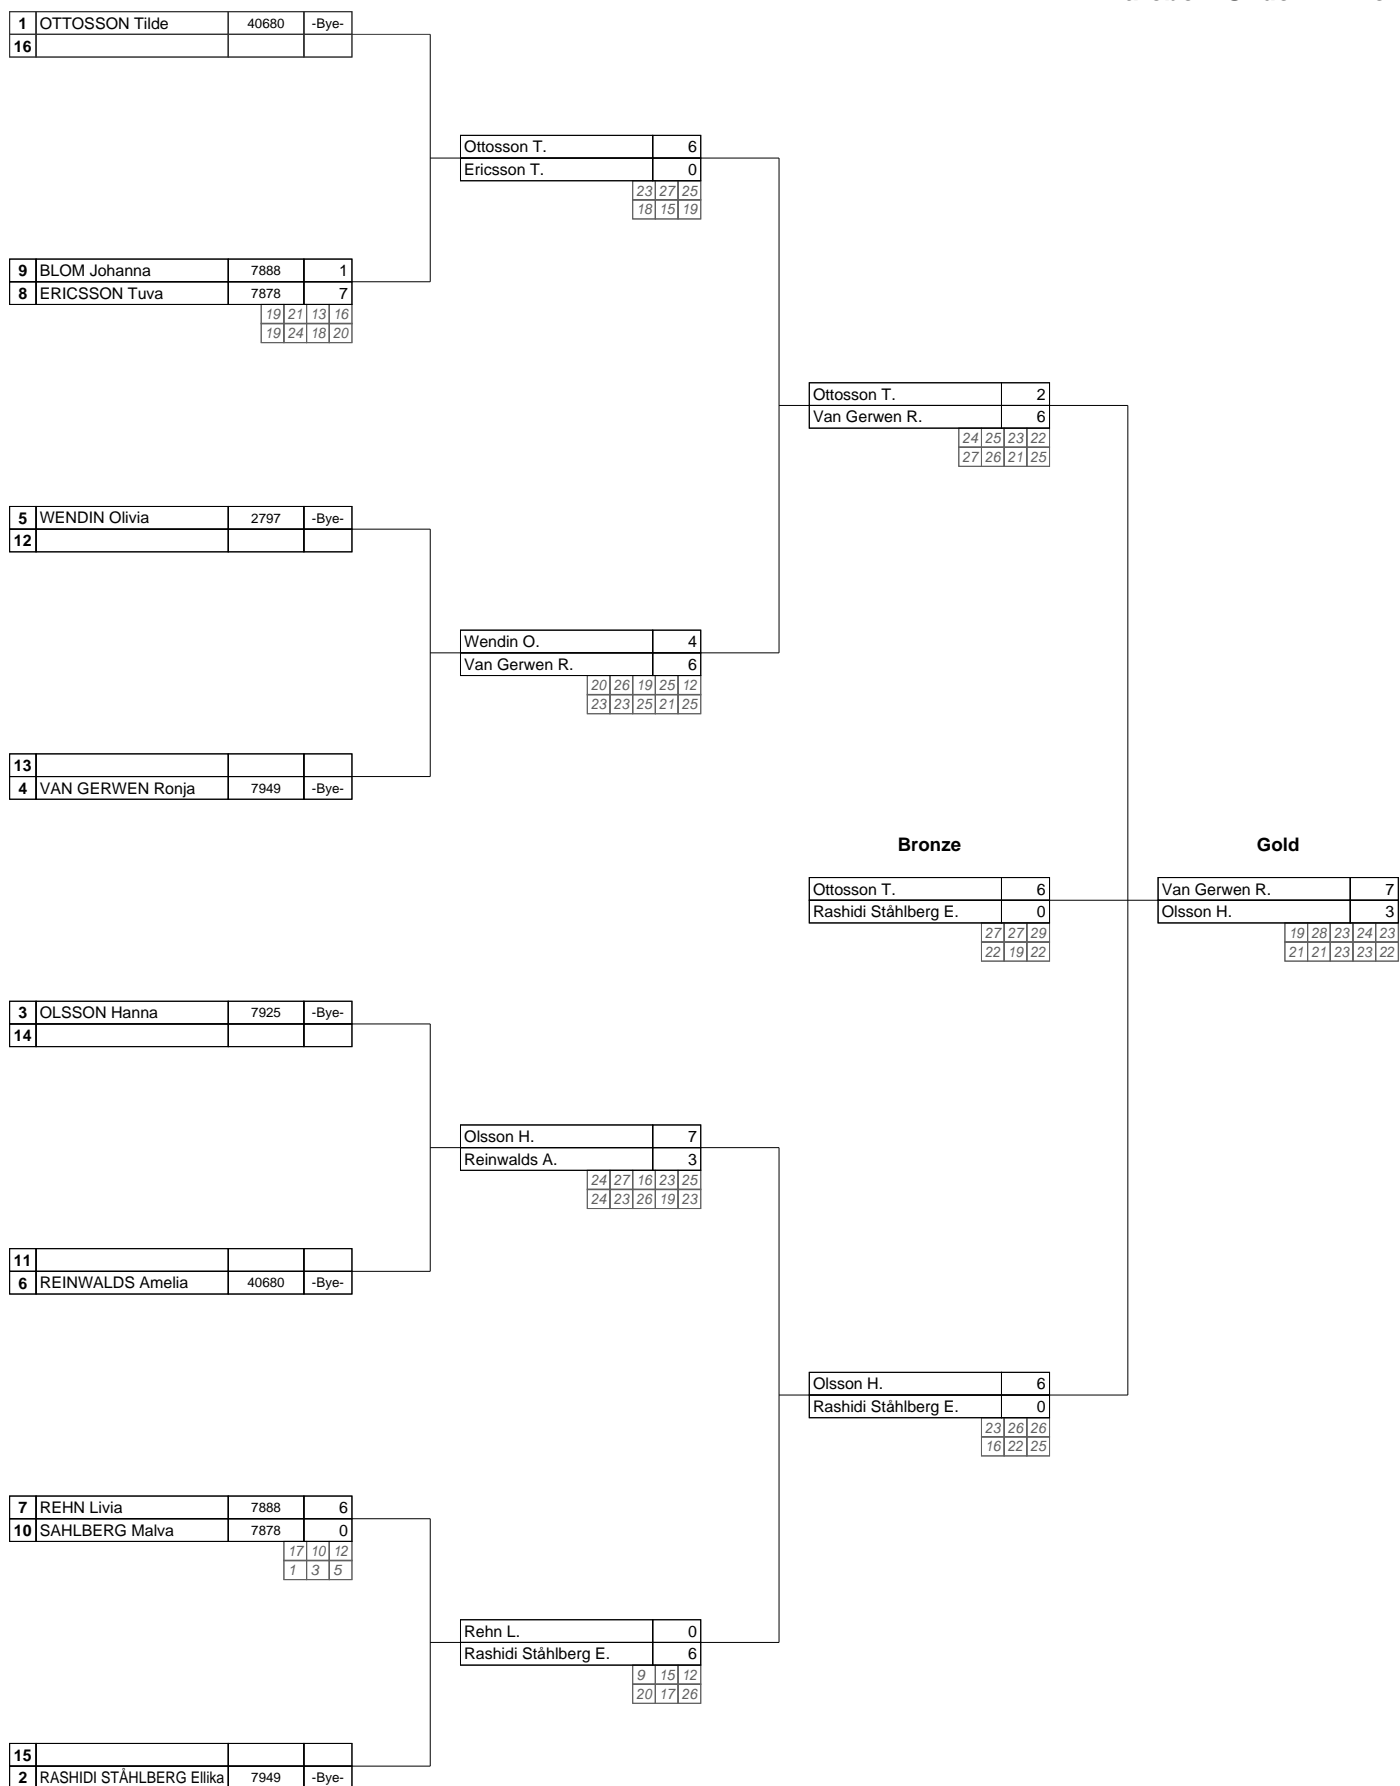 1 OTTOSSON Tilde 40680 -Bye-
16
Ottosson T. 6
Ericsson T. 0
23 27 25
18 15 19
9 BLOM Johanna 7888 1
8 ERICSSON Tuva 7878 7
19 21 13 16
19 24 18 20
Ottosson T. 2
Van Gerwen R. 6
24 25 23 22
27 26 21 25
5 WENDIN Olivia 2797 -Bye-
12
Wendin O. 4
Van Gerwen R. 6
20 26 19 25 12
23 23 25 21 25
13
4 VAN GERWEN Ronja 7949 -Bye-
Bronze Gold
Ottosson T. 6 Van Gerwen R. 7
Rashidi Ståhlberg E. 0 Olsson H. 3
27 27 29 19 28 23 24 23
22 19 22 21 21 23 23 22
3 OLSSON Hanna 7925 -Bye-
14
Olsson H. 7
Reinwalds A. 3
24 27 16 23 25
24 23 26 19 23
11
6 REINWALDS Amelia 40680 -Bye-
Olsson H. 6
Rashidi Ståhlberg E. 0
23 26 26
16 22 25
7 REHN Livia 7888 6
10 SAHLBERG Malva 7878 0
17 10 12
1 3 5
Rehn L. 0
Rashidi Ståhlberg E. 6
9 15 12
20 17 26
15
2 RASHIDI STÅHLBERG Ellika 7949 -Bye-